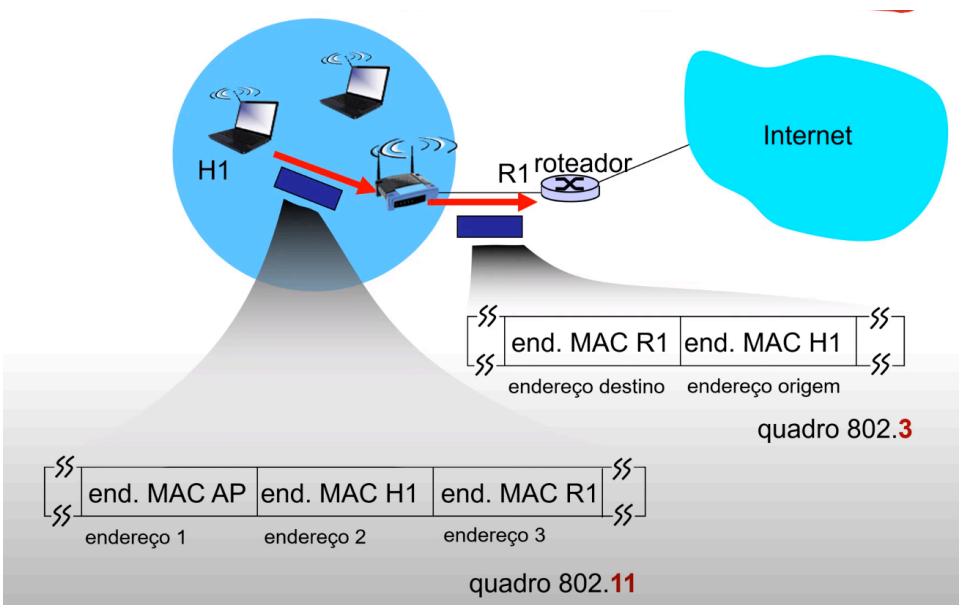 Internet
R1 roteador
H1
end. MAC R1 end. MAC H1
endereço destino endereço origem
quadro 802.3
end. MAC AP end. MAC H1 end. MAC R1
endereço 1 endereço 2 endereço 3
quadro 802.11